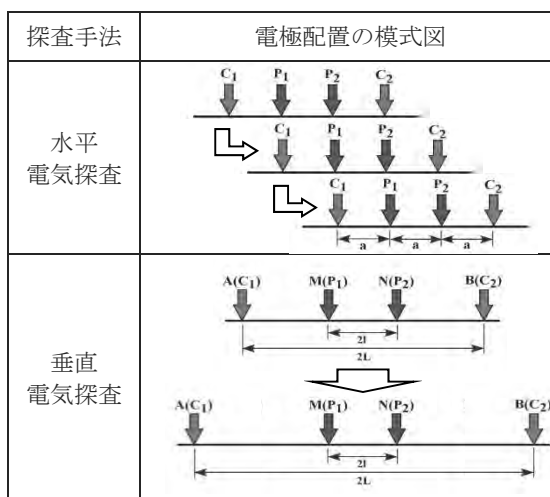 探査手法 電極配置の模式図
水平
電気探査
C₁ P₁ P₂ C₂
C₁ P₁ P₂ C₂
C₁ P₁ P₂ C₂
a a a
垂直
電気探査
A(C₁) M(P₁) N(P₂) B(C₂)
2l
2L
A(C₁) M(P₁) N(P₂) B(C₂)
2l
2L